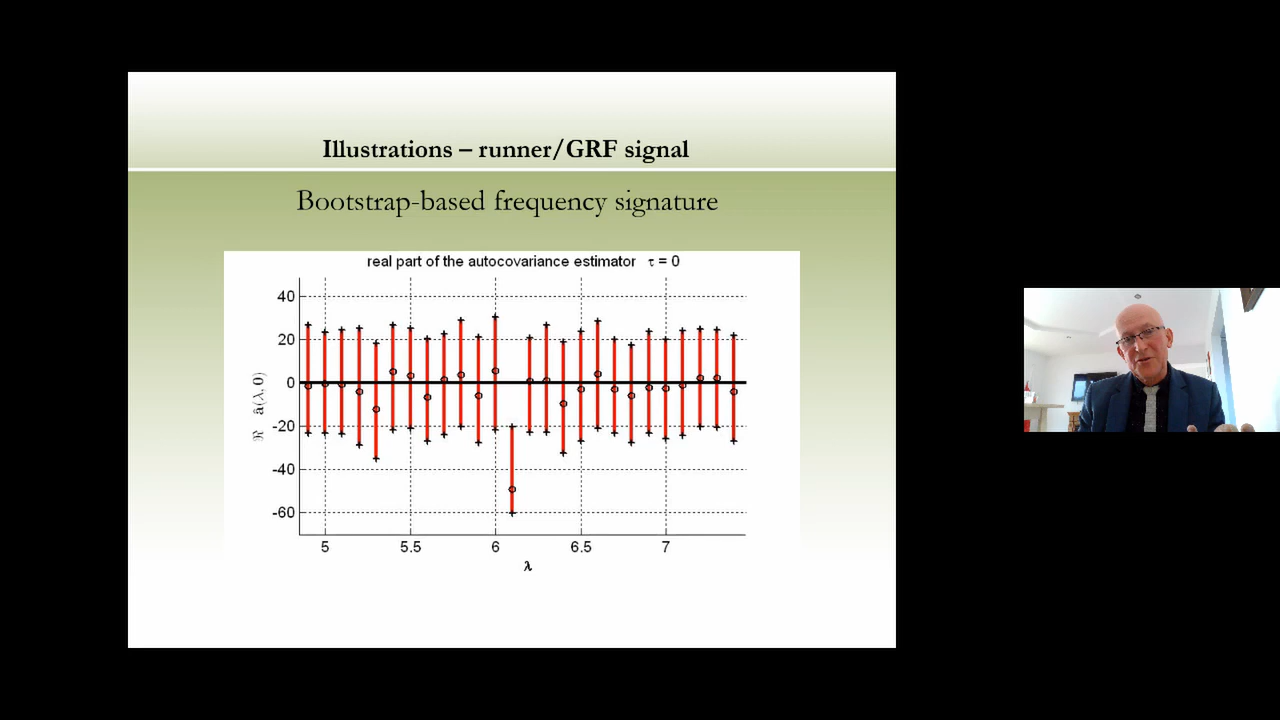 Illustrations – runner/GRF signal
Bootstrap-based frequency signature
real part of the autocovariance estimator τ = 0
40
20
0
-20
-40
-60
ℜ â(λ, 0)
5 5.5 6 6.5 7
λ